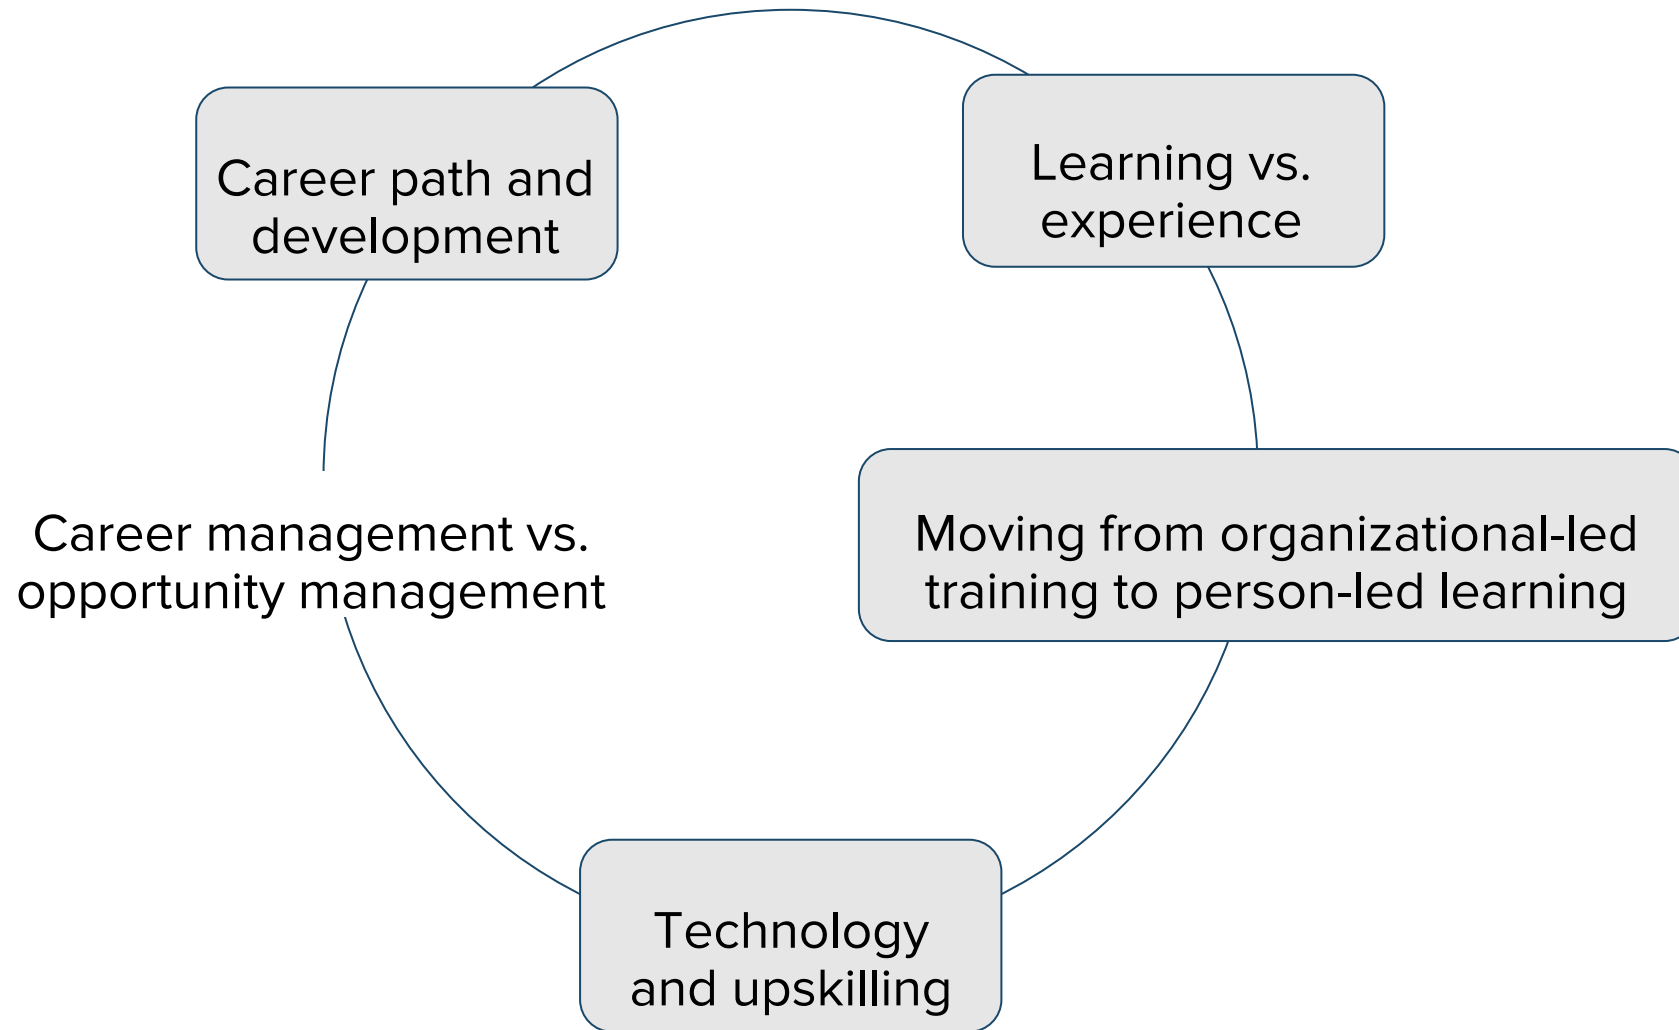 Career path and
development
Learning vs.
experience
Career management vs.
opportunity management
Moving from organizational-led
training to person-led learning
Technology
and upskilling